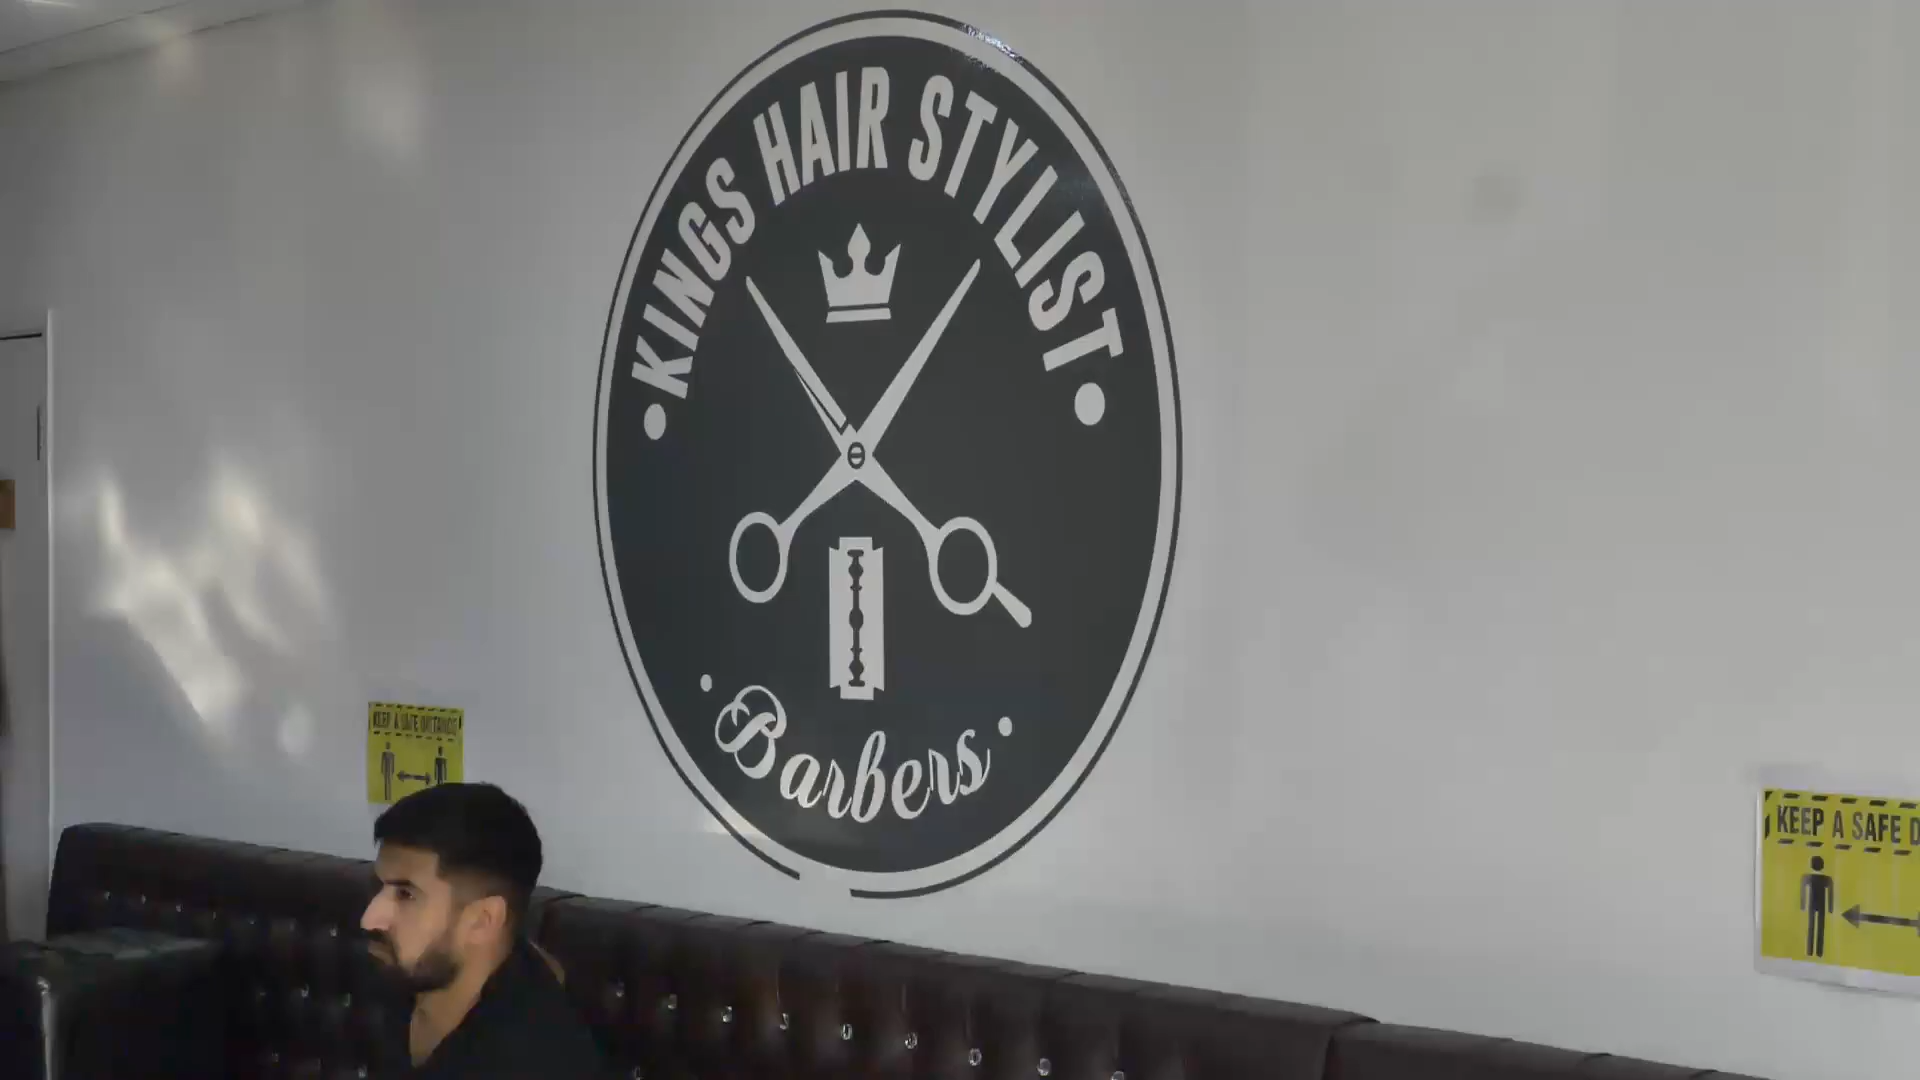 KINGS HAIR STYLIST
Barbers
KEEP A SAFE DISTANCE
KEEP A SAFE